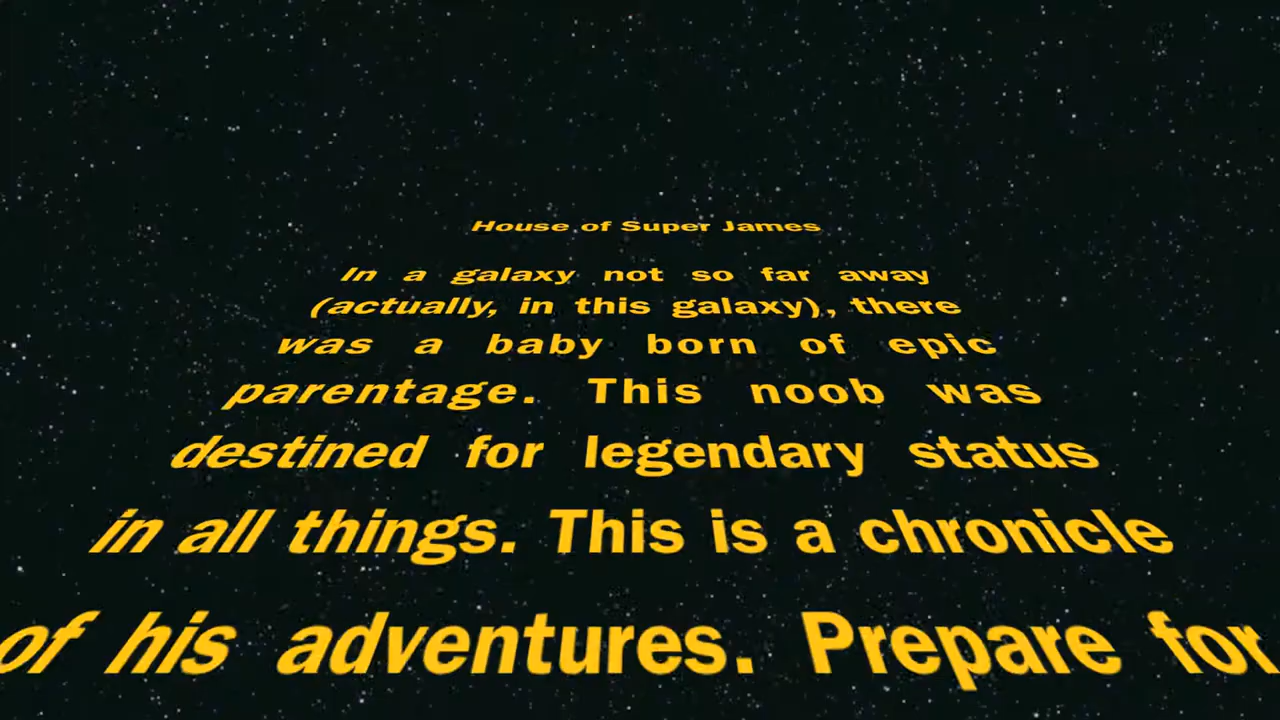 House of Super James
In a galaxy not so far away
(actually, in this galaxy), there
was a baby born of epic
parentage. This noob was
destined for legendary status
in all things. This is a chronicle
of his adventures. Prepare for